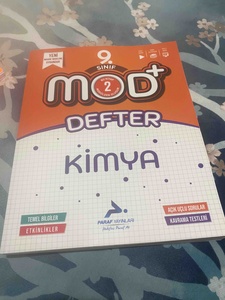 YENİ
9.
SINIF
MOD+
2
DEFTER
KİMYA
TEMEL BİLGİLER
ETKİNLİKLER
PARAF YAYINLARI
AÇIK UÇLU SORULAR
KAVRAMA TESTLERİ